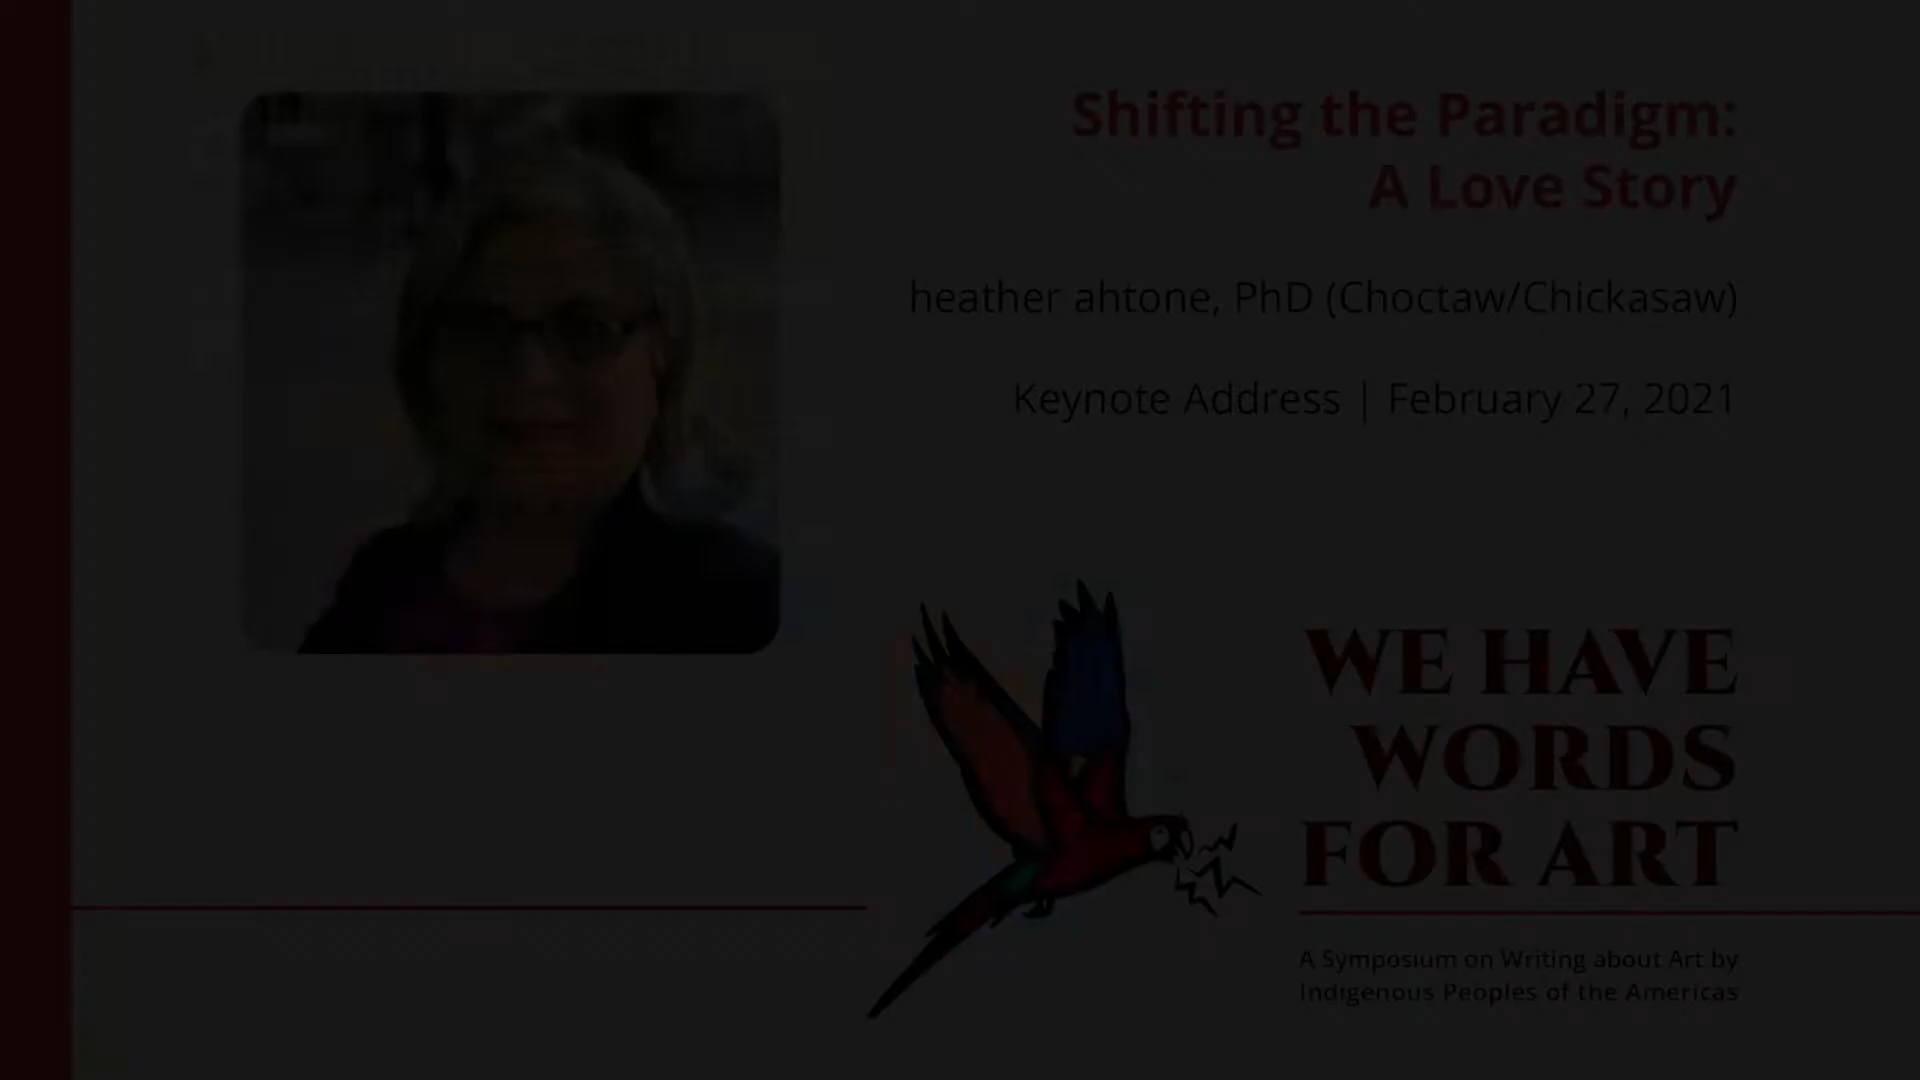 Shifting the Paradigm:
A Love Story
heather ahtone, PhD (Choctaw/Chickasaw)
Keynote Address | February 27, 2021
WE HAVE
WORDS
FOR ART
A Symposium on Writing about Art by
Indigenous Peoples of the Americas